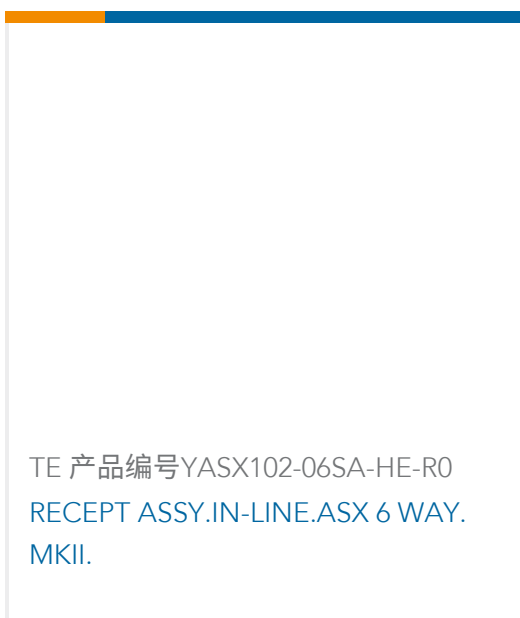 TE 产品编号YASX102-06SA-HE-R0
RECEPT ASSY.IN-LINE.ASX 6 WAY.
MKII.